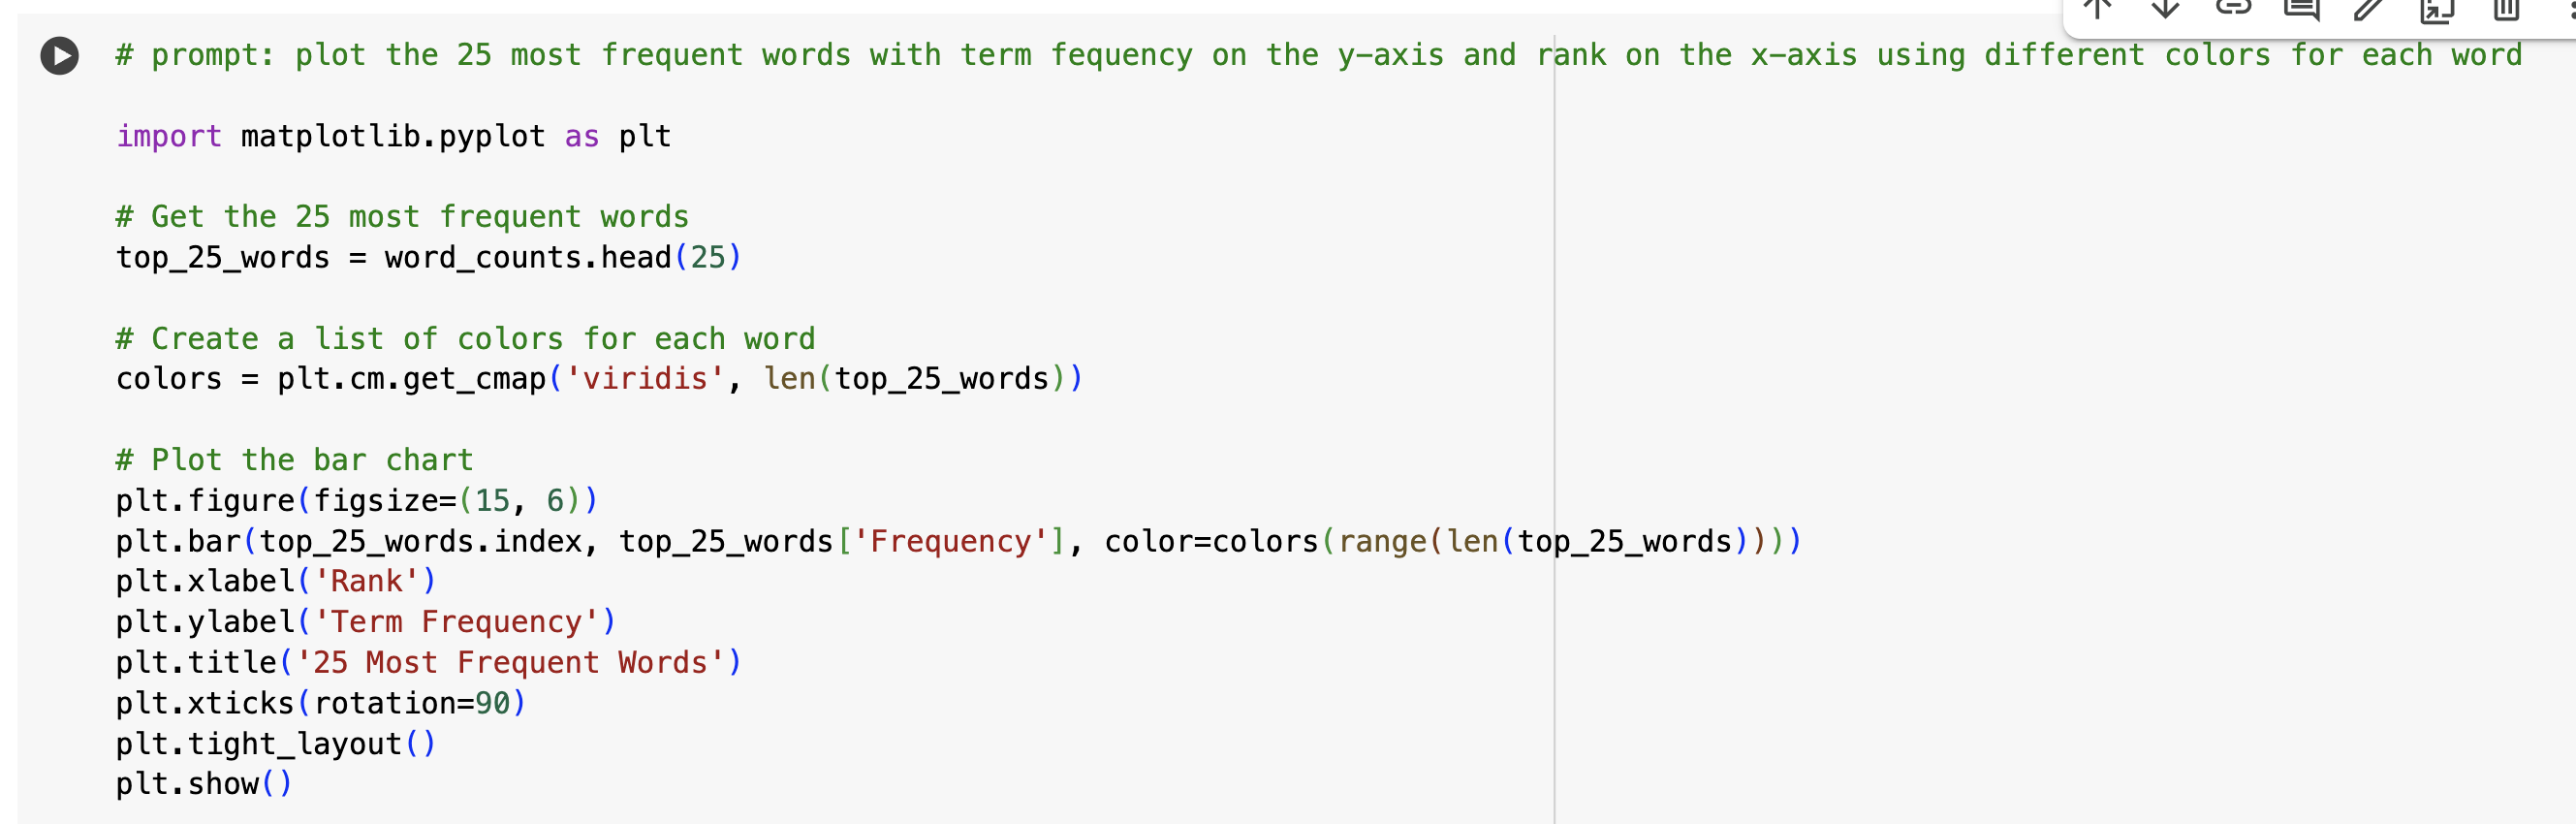 # prompt: plot the 25 most frequent words with term fequency on the y-axis and rank on the x-axis using different colors for each word
import matplotlib.pyplot as plt
# Get the 25 most frequent words
top_25_words = word_counts.head(25)
# Create a list of colors for each word
colors = plt.cm.get_cmap('viridis', len(top_25_words))
# Plot the bar chart
plt.figure(figsize=(15, 6))
plt.bar(top_25_words.index, top_25_words['Frequency'], color=colors(range(len(top_25_words))))
plt.xlabel('Rank')
plt.ylabel('Term Frequency')
plt.title('25 Most Frequent Words')
plt.xticks(rotation=90)
plt.tight_layout()
plt.show()